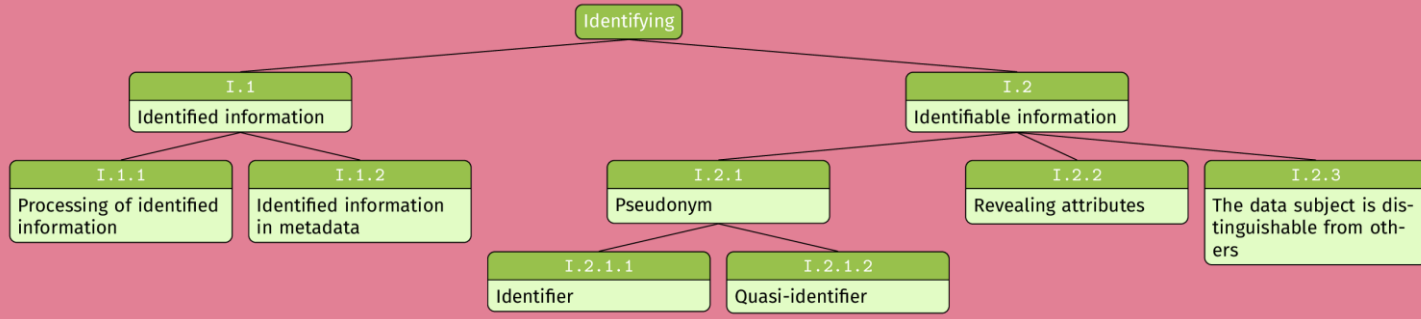 Identifying
I.1
Identified information
I.2
Identifiable information
I.1.1
Processing of identified
information
I.1.2
Identified information
in metadata
I.2.1
Pseudonym
I.2.2
Revealing attributes
I.2.3
The data subject is dis-
tinguishable from oth-
ers
I.2.1.1
Identifier
I.2.1.2
Quasi-identifier